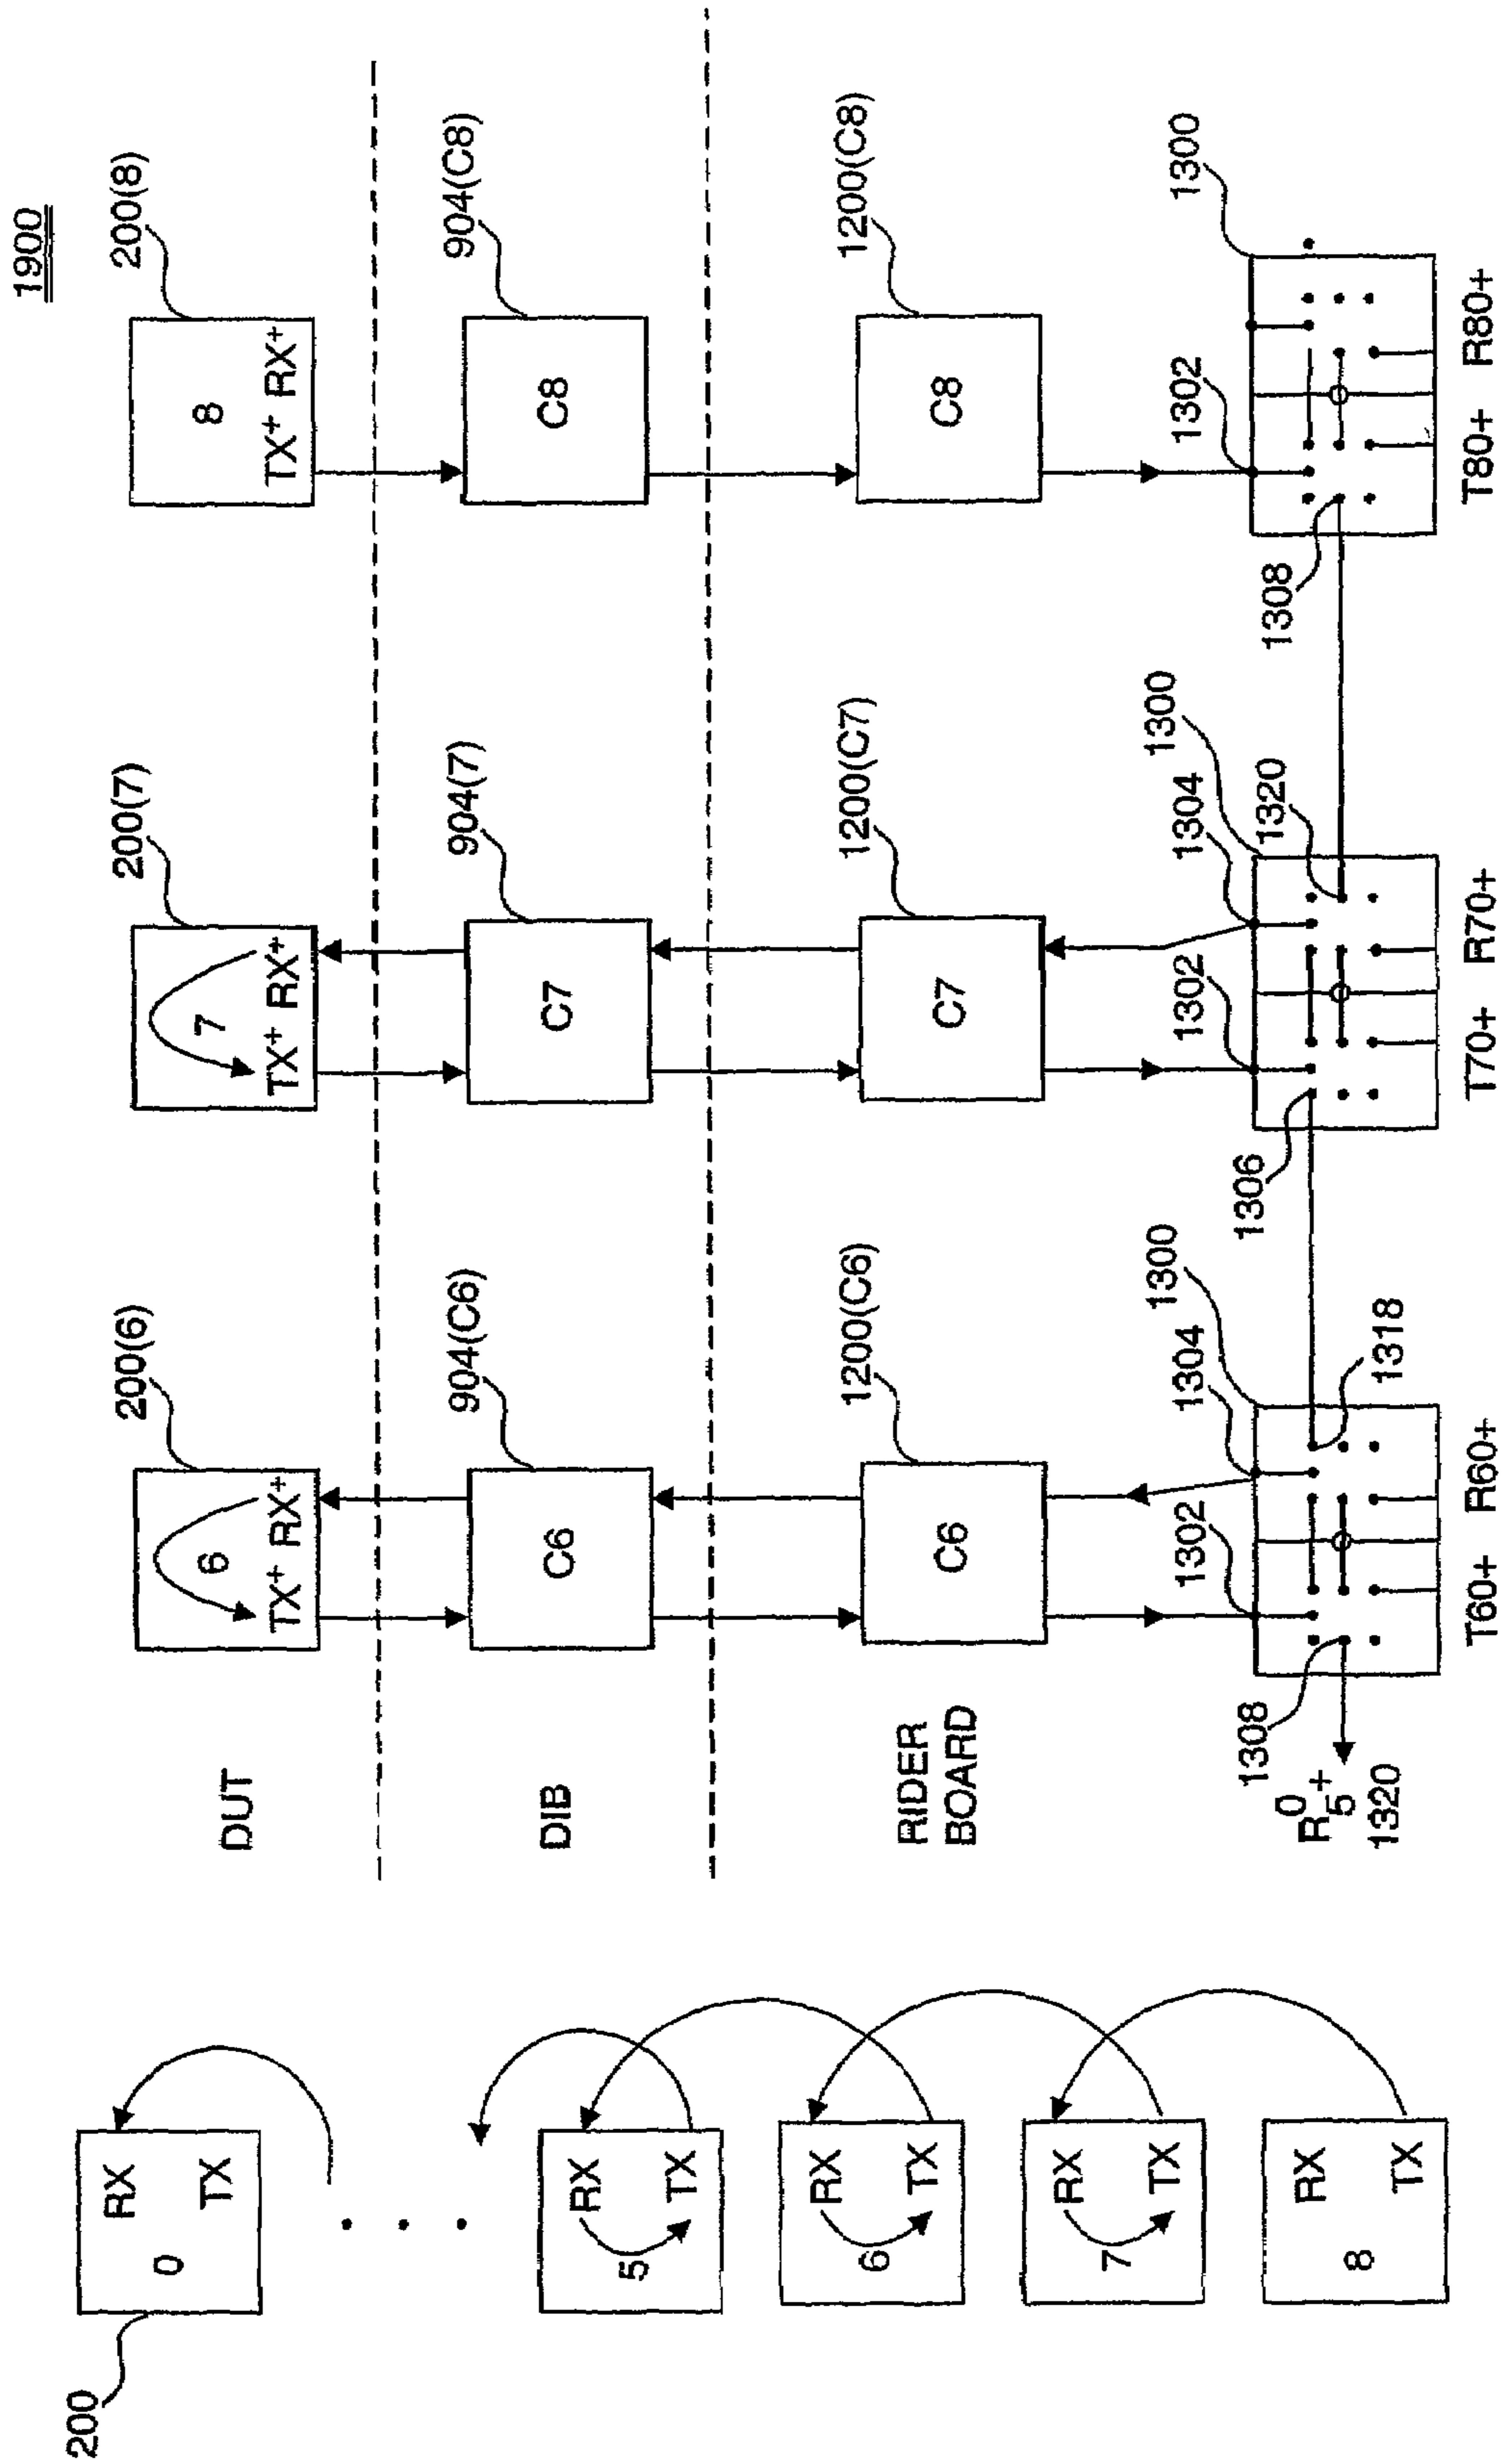 1900
200(6)
200(7)
200(8)
DUT
6
TX+ RX+
7
TX+ RX+
8
TX+ RX+
904(C6)
904(7)
904(C8)
DIB
C6
C7
C8
1200(C6)
1200(C7)
1200(C8)
RIDER
BOARD
C6
C7
C8
1302
1304
1300
1302
1304
1300
1302
1300
1308
1318
1306
1320
1308
R 0 5 +
1320
T60+ R60+
T70+ R70+
T80+ R80+
200
0
RX
TX
5
RX
TX
6
RX
TX
7
RX
TX
8
RX
TX